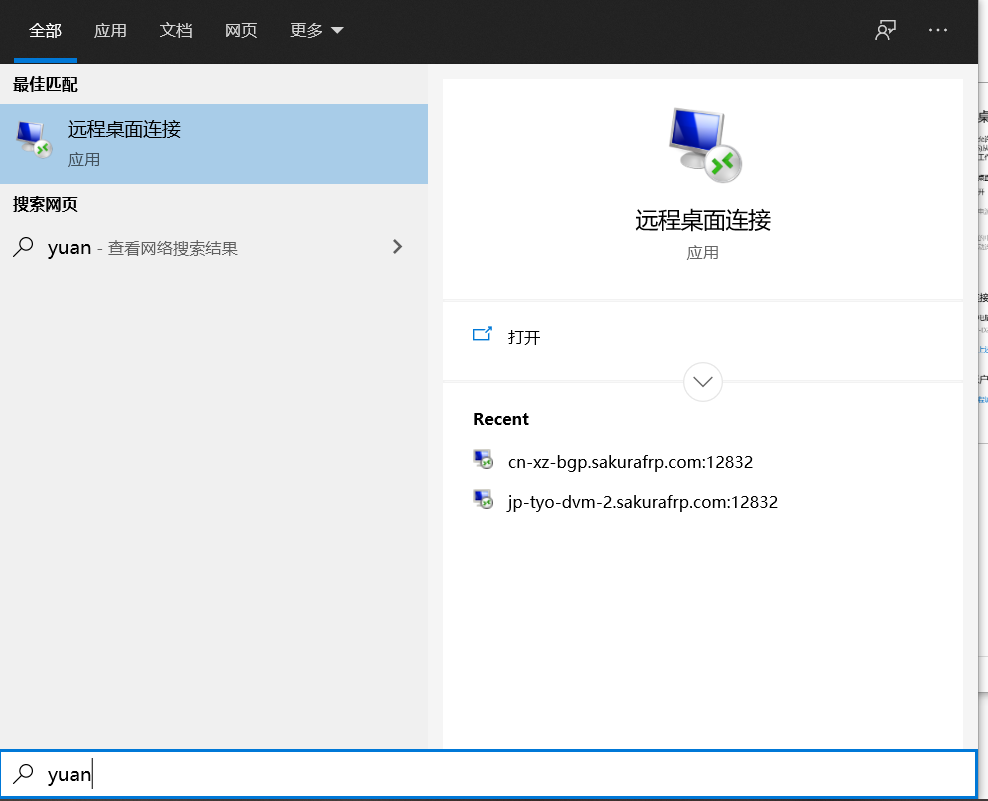 全部 应用 文档 网页 更多
最佳匹配
远程桌面连接
应用
搜索网页
yuan - 查看网络搜索结果
远程桌面连接
应用
打开
Recent
cn-xz-bgp.sakurafrp.com:12832
jp-tyo-dvm-2.sakurafrp.com:12832
yuan